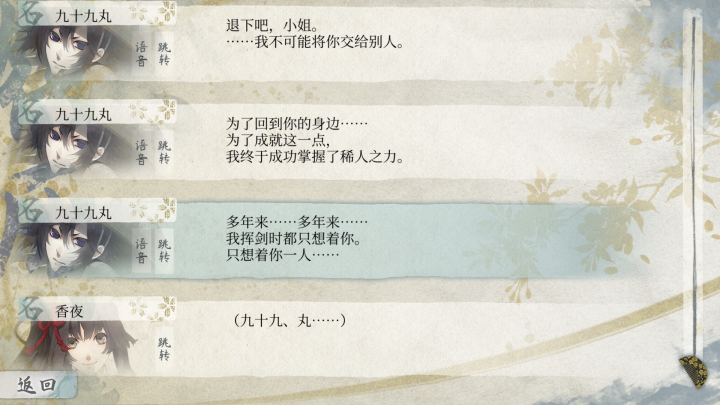 名 九十九丸
退下吧，小姐。
……我不可能将你交给别人。
语音 跳转
名 九十九丸
为了回到你的身边……
为了成就这一点，
我终于成功掌握了稀人之力。
语音 跳转
名 九十九丸
多年来……多年来……
我挥剑时都只想着你。
只想着你一人……
语音 跳转
名 香夜
（九十九、丸……）
跳转
返回